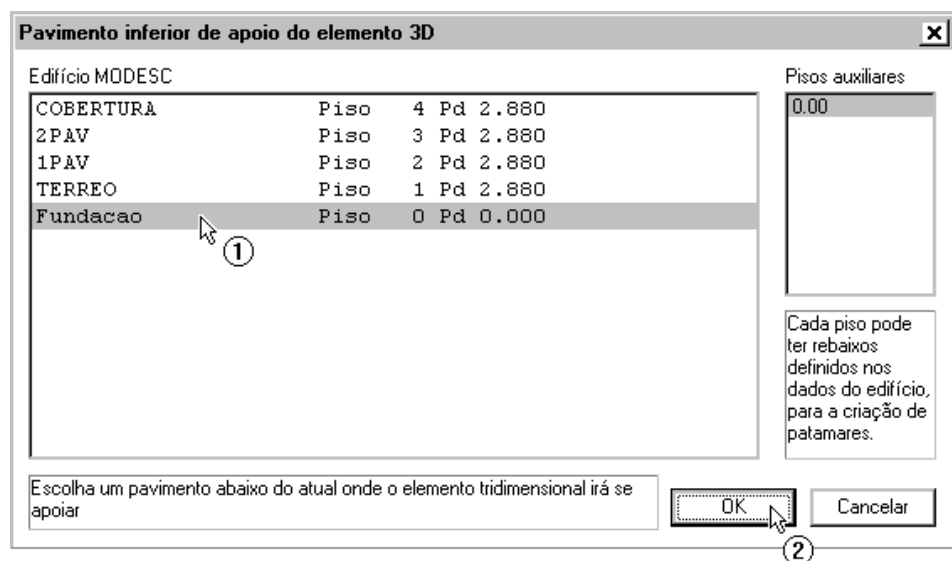 Pavimento inferior de apoio do elemento 3D
Edifício MODESC
COBERTURA Piso 4 Pd 2.880
2PAV Piso 3 Pd 2.880
1PAV Piso 2 Pd 2.880
TERREO Piso 1 Pd 2.880
Fundacao Piso 0 Pd 0.000
1
Pisos auxiliares
0.00
Cada piso pode
ter rebaixos
definidos nos
dados do edifício,
para a criação de
patamares.
Escolha um pavimento abaixo do atual onde o elemento tridimensional irá se
apoiar
OK
Cancelar
2